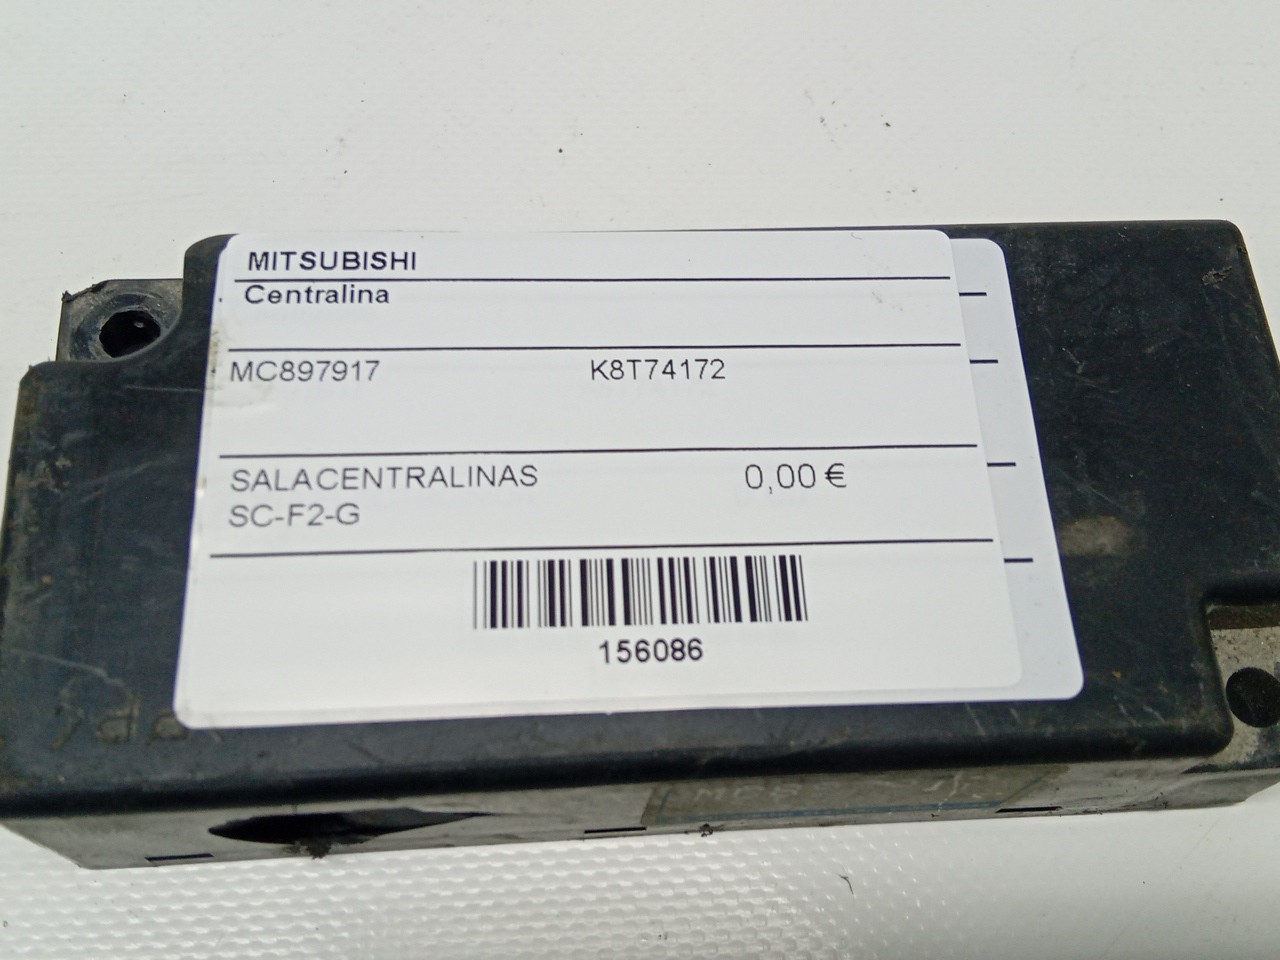 MITSUBISHI
Centralina
MC897917 K8T74172
SALACENTRALINAS 0,00 €
SC-F2-G
156086